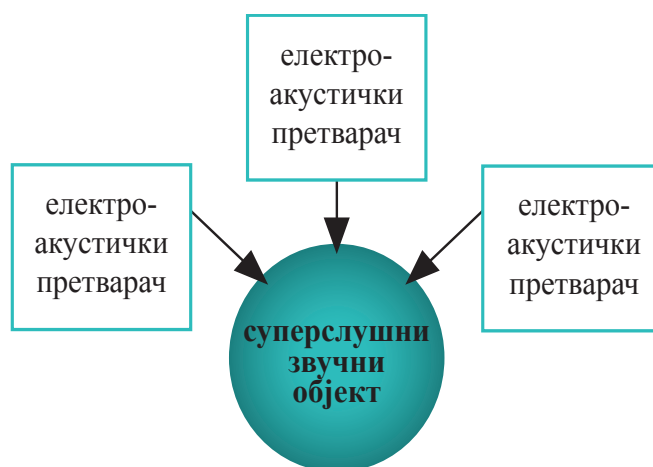 електро-
акустички
претварач
електро-
акустички
претварач
електро-
акустички
претварач
суперслушни
звучни
објект